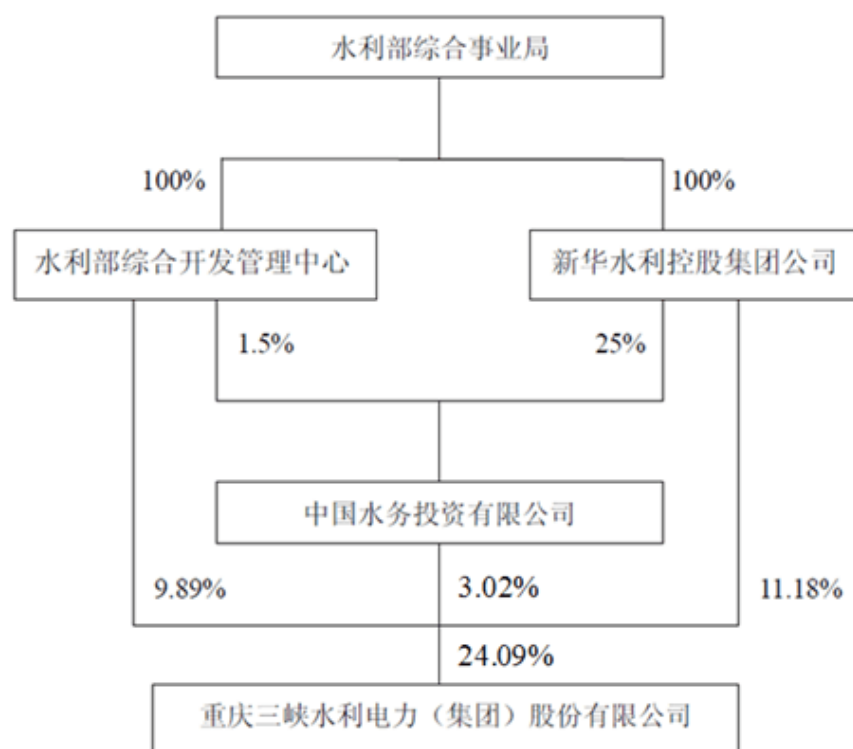 水利部综合事业局
100%
100%
水利部综合开发管理中心
新华水利控股集团公司
1.5%
25%
中国水务投资有限公司
9.89%
3.02%
11.18%
24.09%
重庆三峡水利电力（集团）股份有限公司